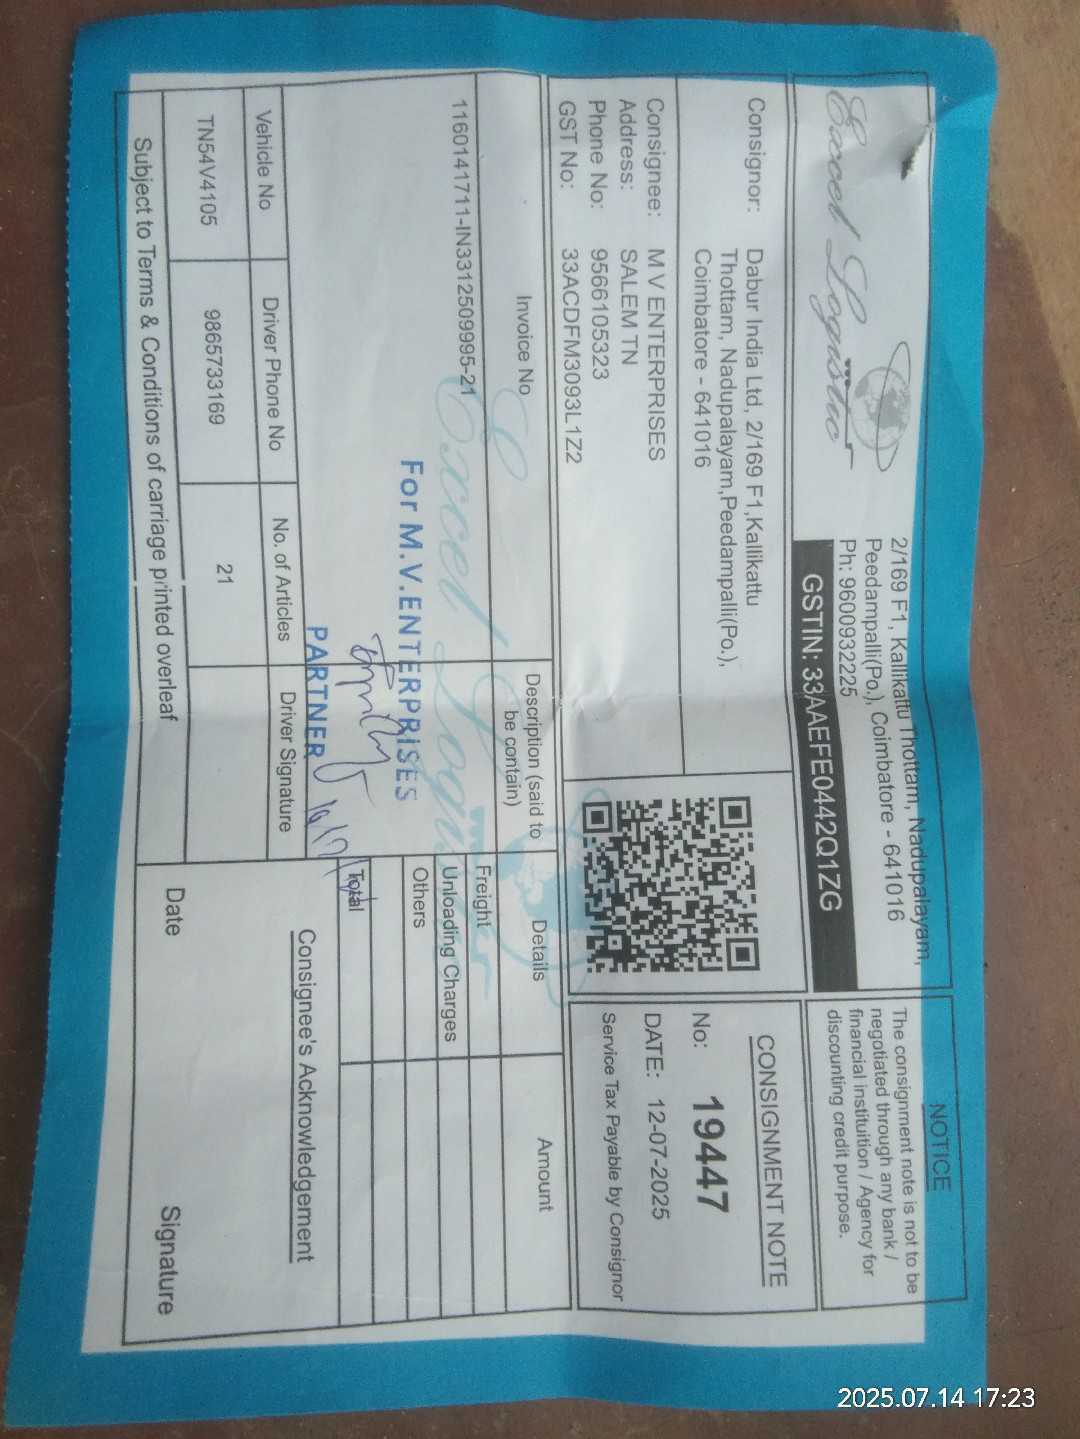 Excel Logistic
2/169 F1, Kallikattu Thottam, Nadupalayam,
Peedampalli(Po.), Coimbatore - 641016
Ph: 9600932225
GSTIN: 33AAEFE0442Q1ZG
NOTICE
The consignment note is not to be
negotiated through any bank /
financial instituition / Agency for
discounting credit purpose.
Consignor: Dabur India Ltd, 2/169 F1,Kallikattu
Thottam, Nadupalayam,Peedampalli(Po.),
Coimbatore - 641016
Consignee: M V ENTERPRISES
Address: SALEM TN
Phone No: 9566105323
GST No: 33ACDFM3093L1Z2
CONSIGNMENT NOTE
No: 19447
DATE: 12-07-2025
Service Tax Payable by Consignor
Invoice No
Description (said to
be contain)
Details
Amount
1160141711-IN3312509995-21
Excel Logistic
Freight
Unloading Charges
Others
Total
For M.V.ENTERPRISES
PARTNER
Vehicle No
Driver Phone No
No. of Articles
Driver Signature
TN54V4105
9865733169
21
Consignee's Acknowledgement
Date
Signature
Subject to Terms & Conditions of carriage printed overleaf
2025.07.14 17:23